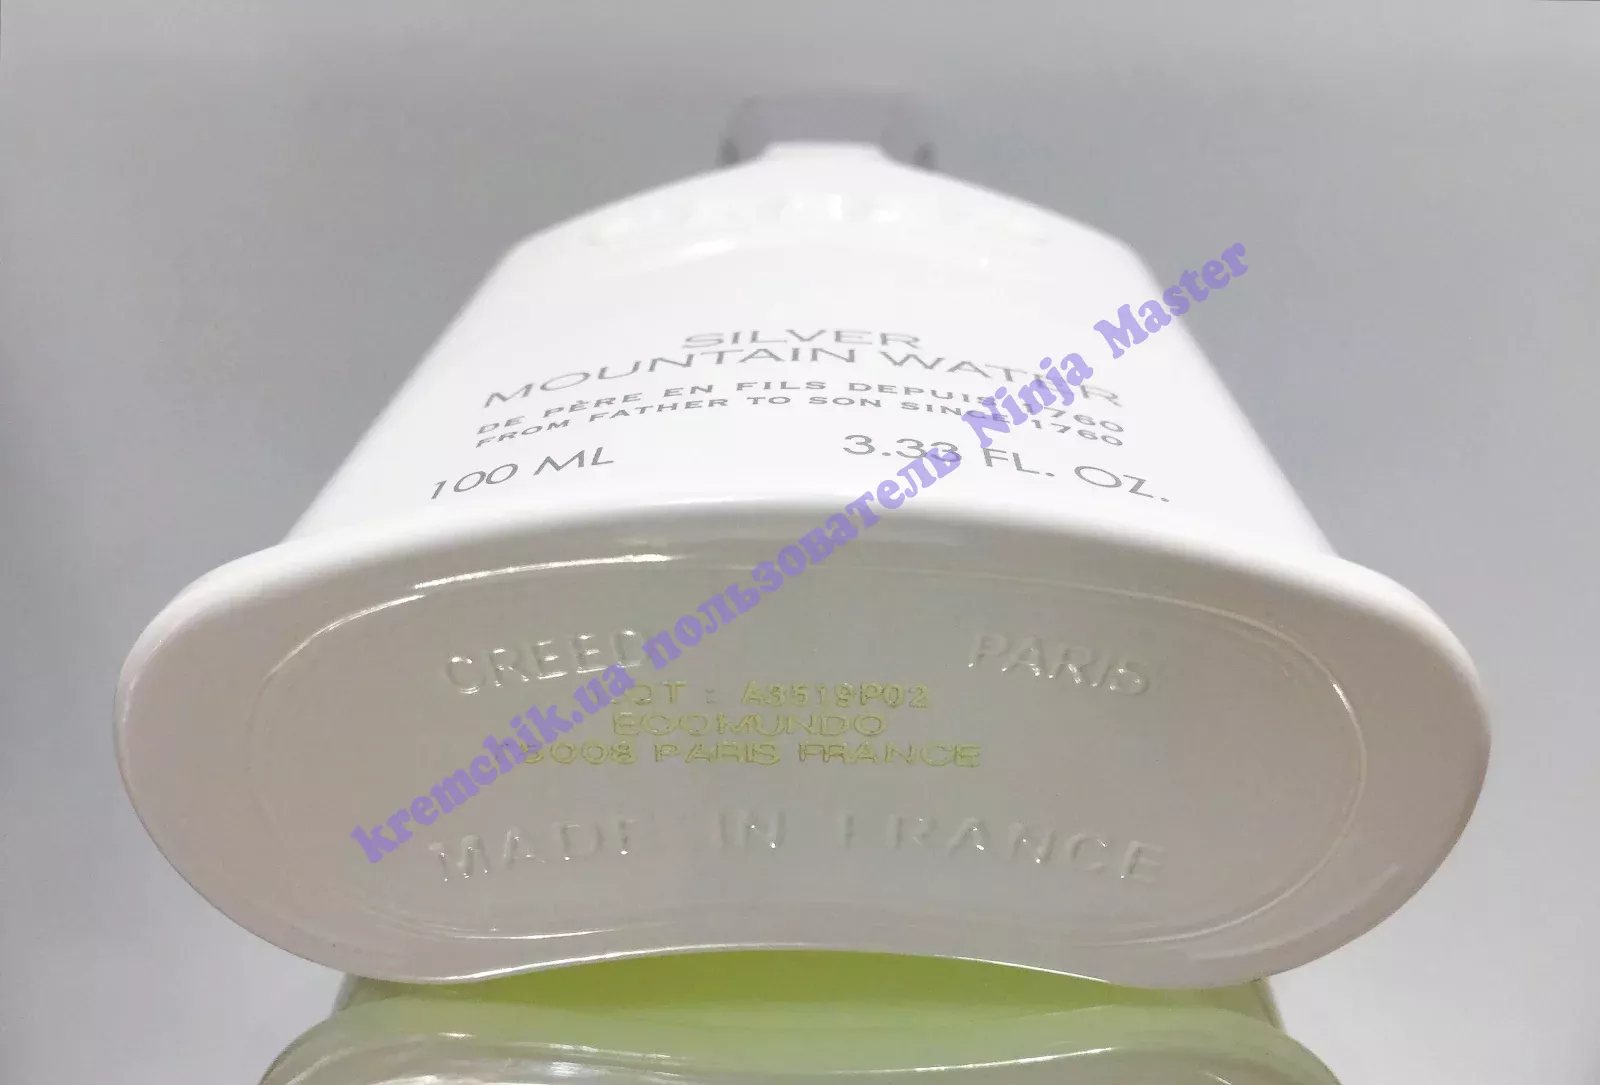 SILVER
MOUNTAIN WATER
DE PÈRE EN FILS DEPUIS 1760
FROM FATHER TO SON SINCE 1760
100 ML 3.33 FL. OZ.
CREED PARIS
LOT : A3519P02
ECOMUNDO
75008 PARIS FRANCE
MADE IN FRANCE
kremchik.ua пользователь Ninja Master